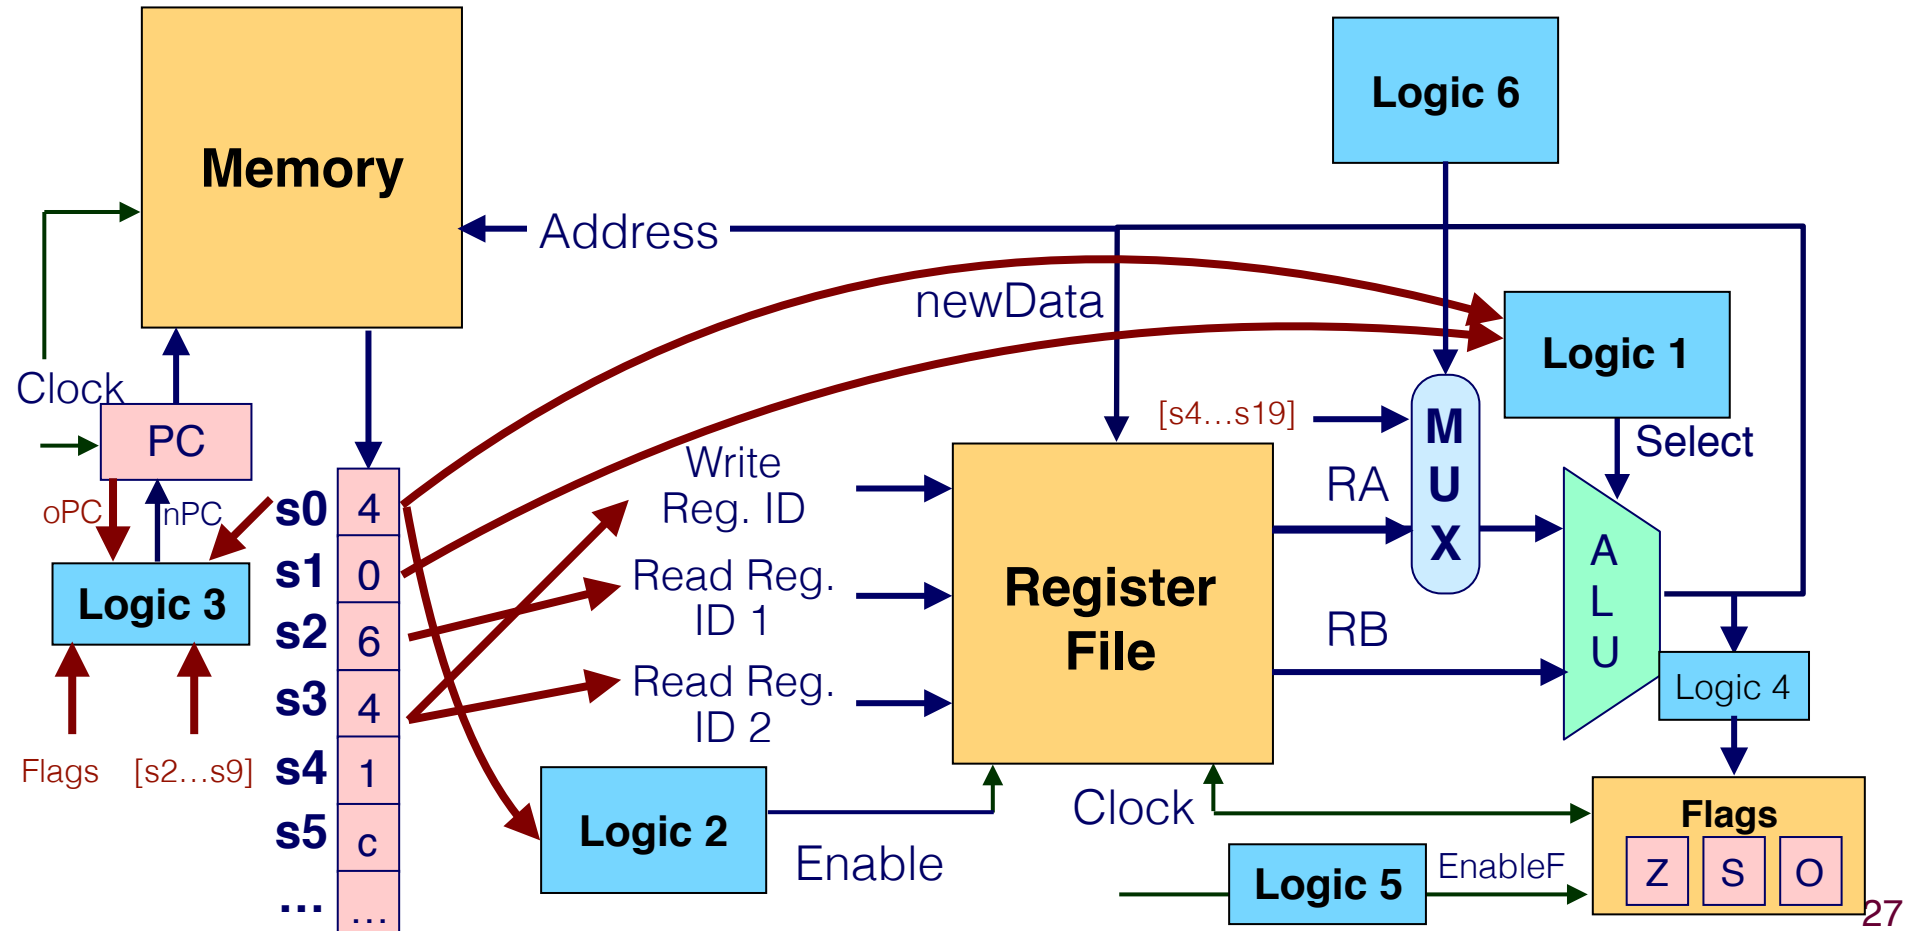 Memory
Logic 6
Address
newData
Logic 1
Clock
PC
[s4...s19]
M
U
X
Select
Write
Reg. ID
RA
oPC
nPC
s0
4
s1
0
Read Reg.
ID 1
Register
File
A
L
U
Logic 3
s2
6
RB
s3
4
Read Reg.
ID 2
Logic 4
Flags
[s2...s9]
s4
1
s5
c
Logic 2
Enable
Clock
Flags
Z
S
O
Logic 5
EnableF
...
...
27